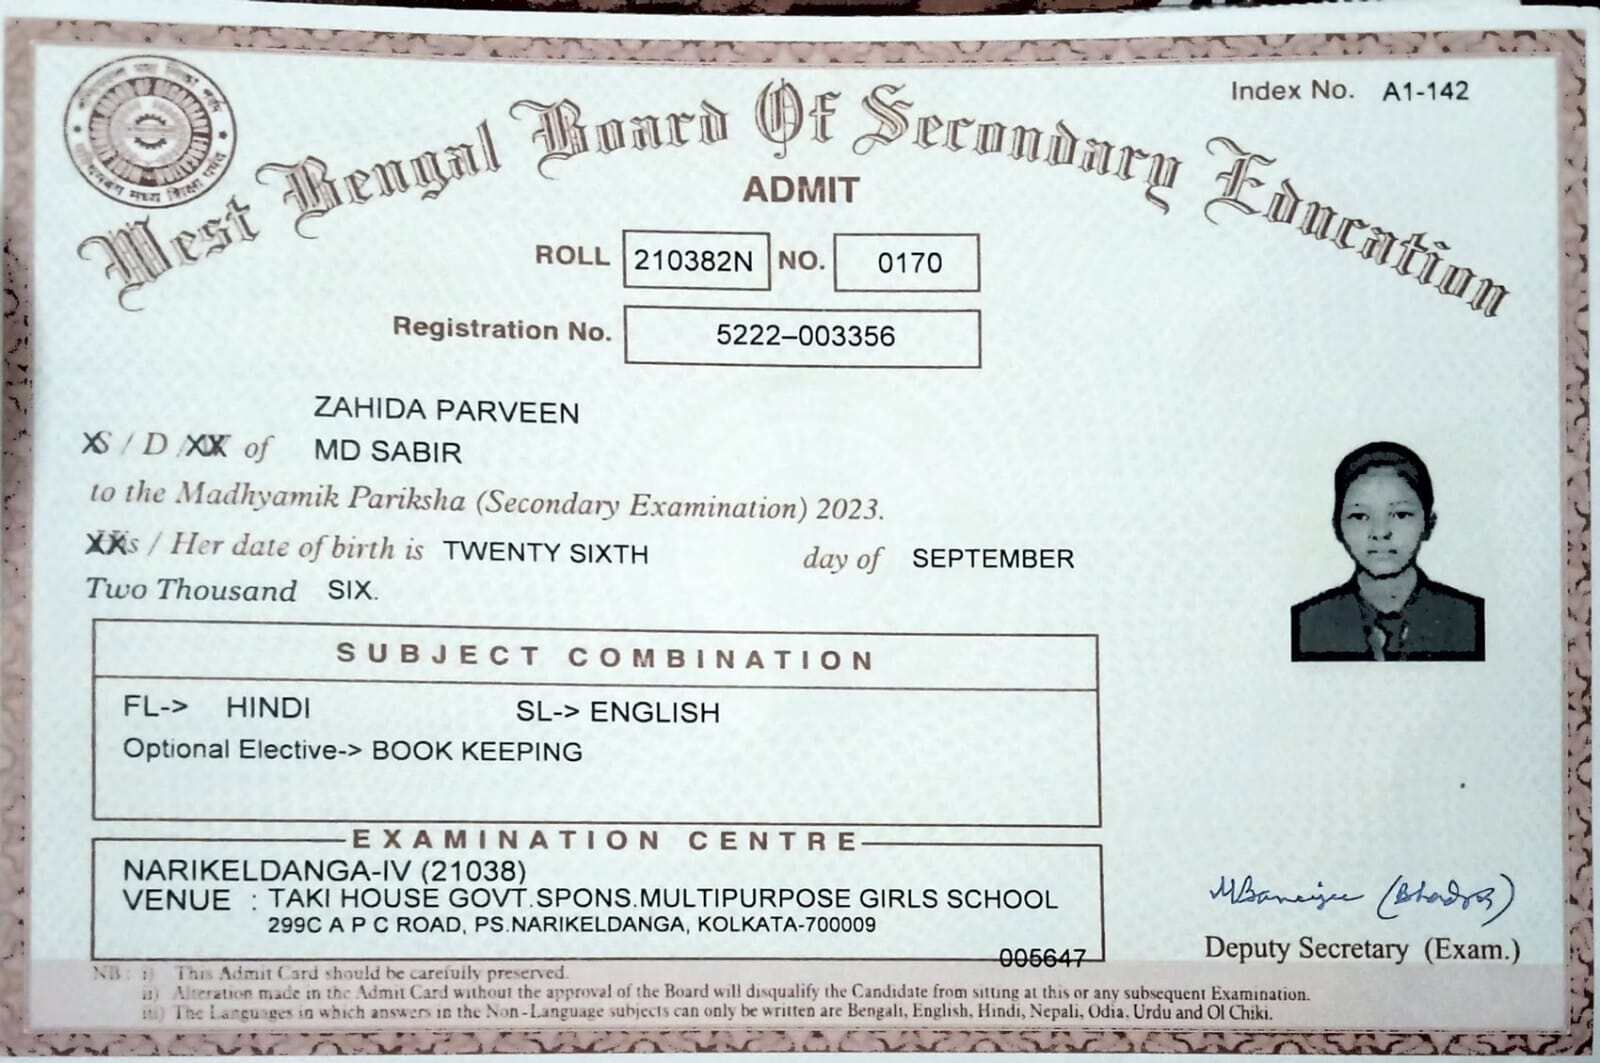 Index No. A1-142
West Bengal Board Of Secondary Education
ADMIT
ROLL 210382N NO. 0170
Registration No. 5222–003356
ZAHIDA PARVEEN
S / D / of MD SABIR
to the Madhyamik Pariksha (Secondary Examination) 2023.
XXis / Her date of birth is TWENTY SIXTH day of SEPTEMBER
Two Thousand SIX.
SUBJECT COMBINATION
FL-> HINDI SL-> ENGLISH
Optional Elective-> BOOK KEEPING
EXAMINATION CENTRE
NARIKELDANGA-IV (21038)
VENUE : TAKI HOUSE GOVT.SPONS.MULTIPURPOSE GIRLS SCHOOL
299C A P C ROAD, PS.NARIKELDANGA, KOLKATA-700009
005647
MBanerjee (Bhadra)
Deputy Secretary (Exam.)
NB : i) This Admit Card should be carefully preserved.
ii) Alteration made in the Admit Card without the approval of the Board will disqualify the Candidate from sitting at this or any subsequent Examination.
iii) The Languages in which answers in the Non-Language subjects can only be written are Bengali, English, Hindi, Nepali, Odia, Urdu and Ol Chiki.